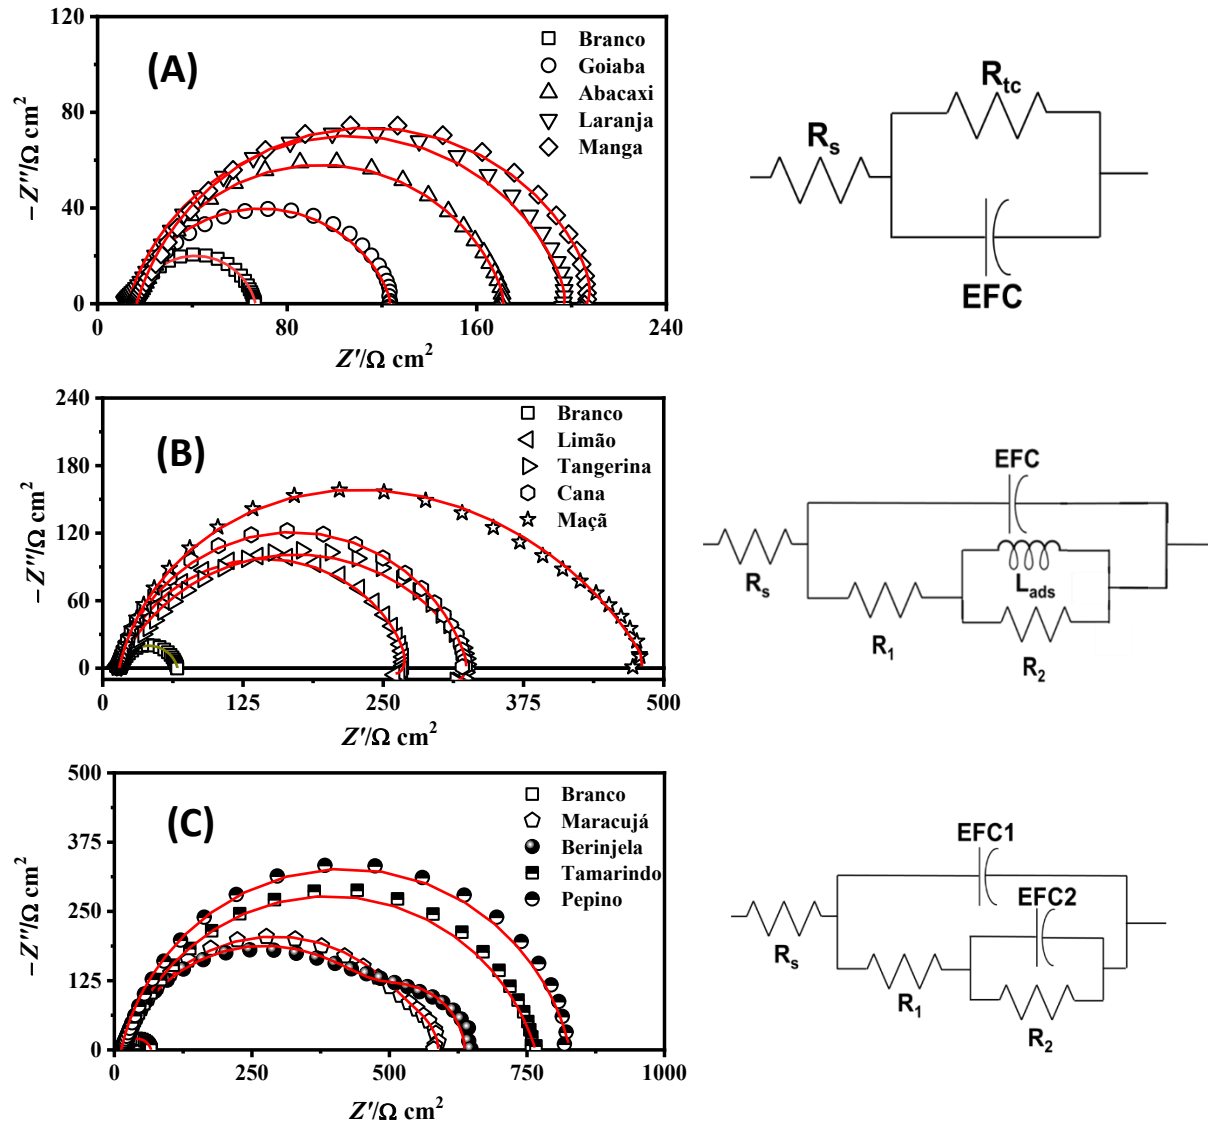 (A)
−Z''/Ω cm²
120
80
40
0
0 80 160 240
Z'/Ω cm²
Branco
Goiaba
Abacaxi
Laranja
Manga
Rs
Rtc
EFC
(B)
−Z''/Ω cm²
240
180
120
60
0
0 125 250 375 500
Z'/Ω cm²
Branco
Limão
Tangerina
Cana
Maçã
EFC
Rs
Lads
R1
R2
(C)
−Z''/Ω cm²
500
375
250
125
0
0 250 500 750 1000
Z'/Ω cm²
Branco
Maracujá
Berinjela
Tamarindo
Pepino
EFC1
EFC2
Rs
R1
R2